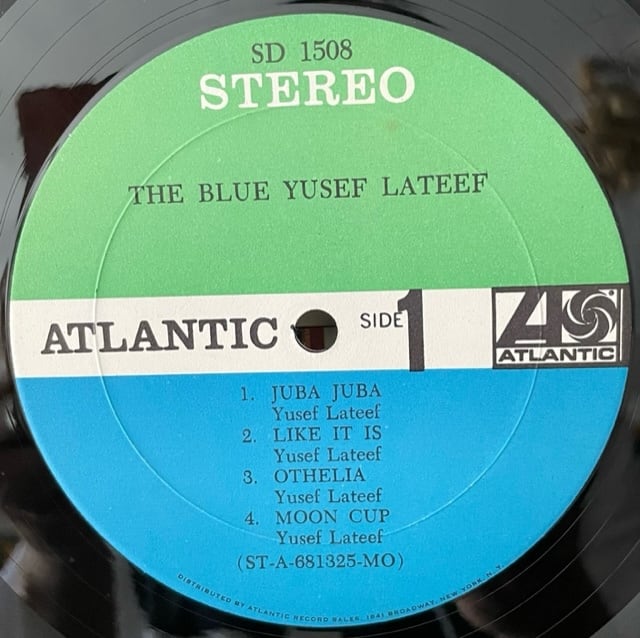 SD 1508
STEREO
THE BLUE YUSEF LATEEF
ATLANTIC
SIDE 1
ATLANTIC
1. JUBA JUBA
Yusef Lateef
2. LIKE IT IS
Yusef Lateef
3. OTHELIA
Yusef Lateef
4. MOON CUP
Yusef Lateef
(ST-A-681325-MO)
DISTRIBUTED BY ATLANTIC RECORD SALES, 1841 BROADWAY, NEW YORK, N. Y.